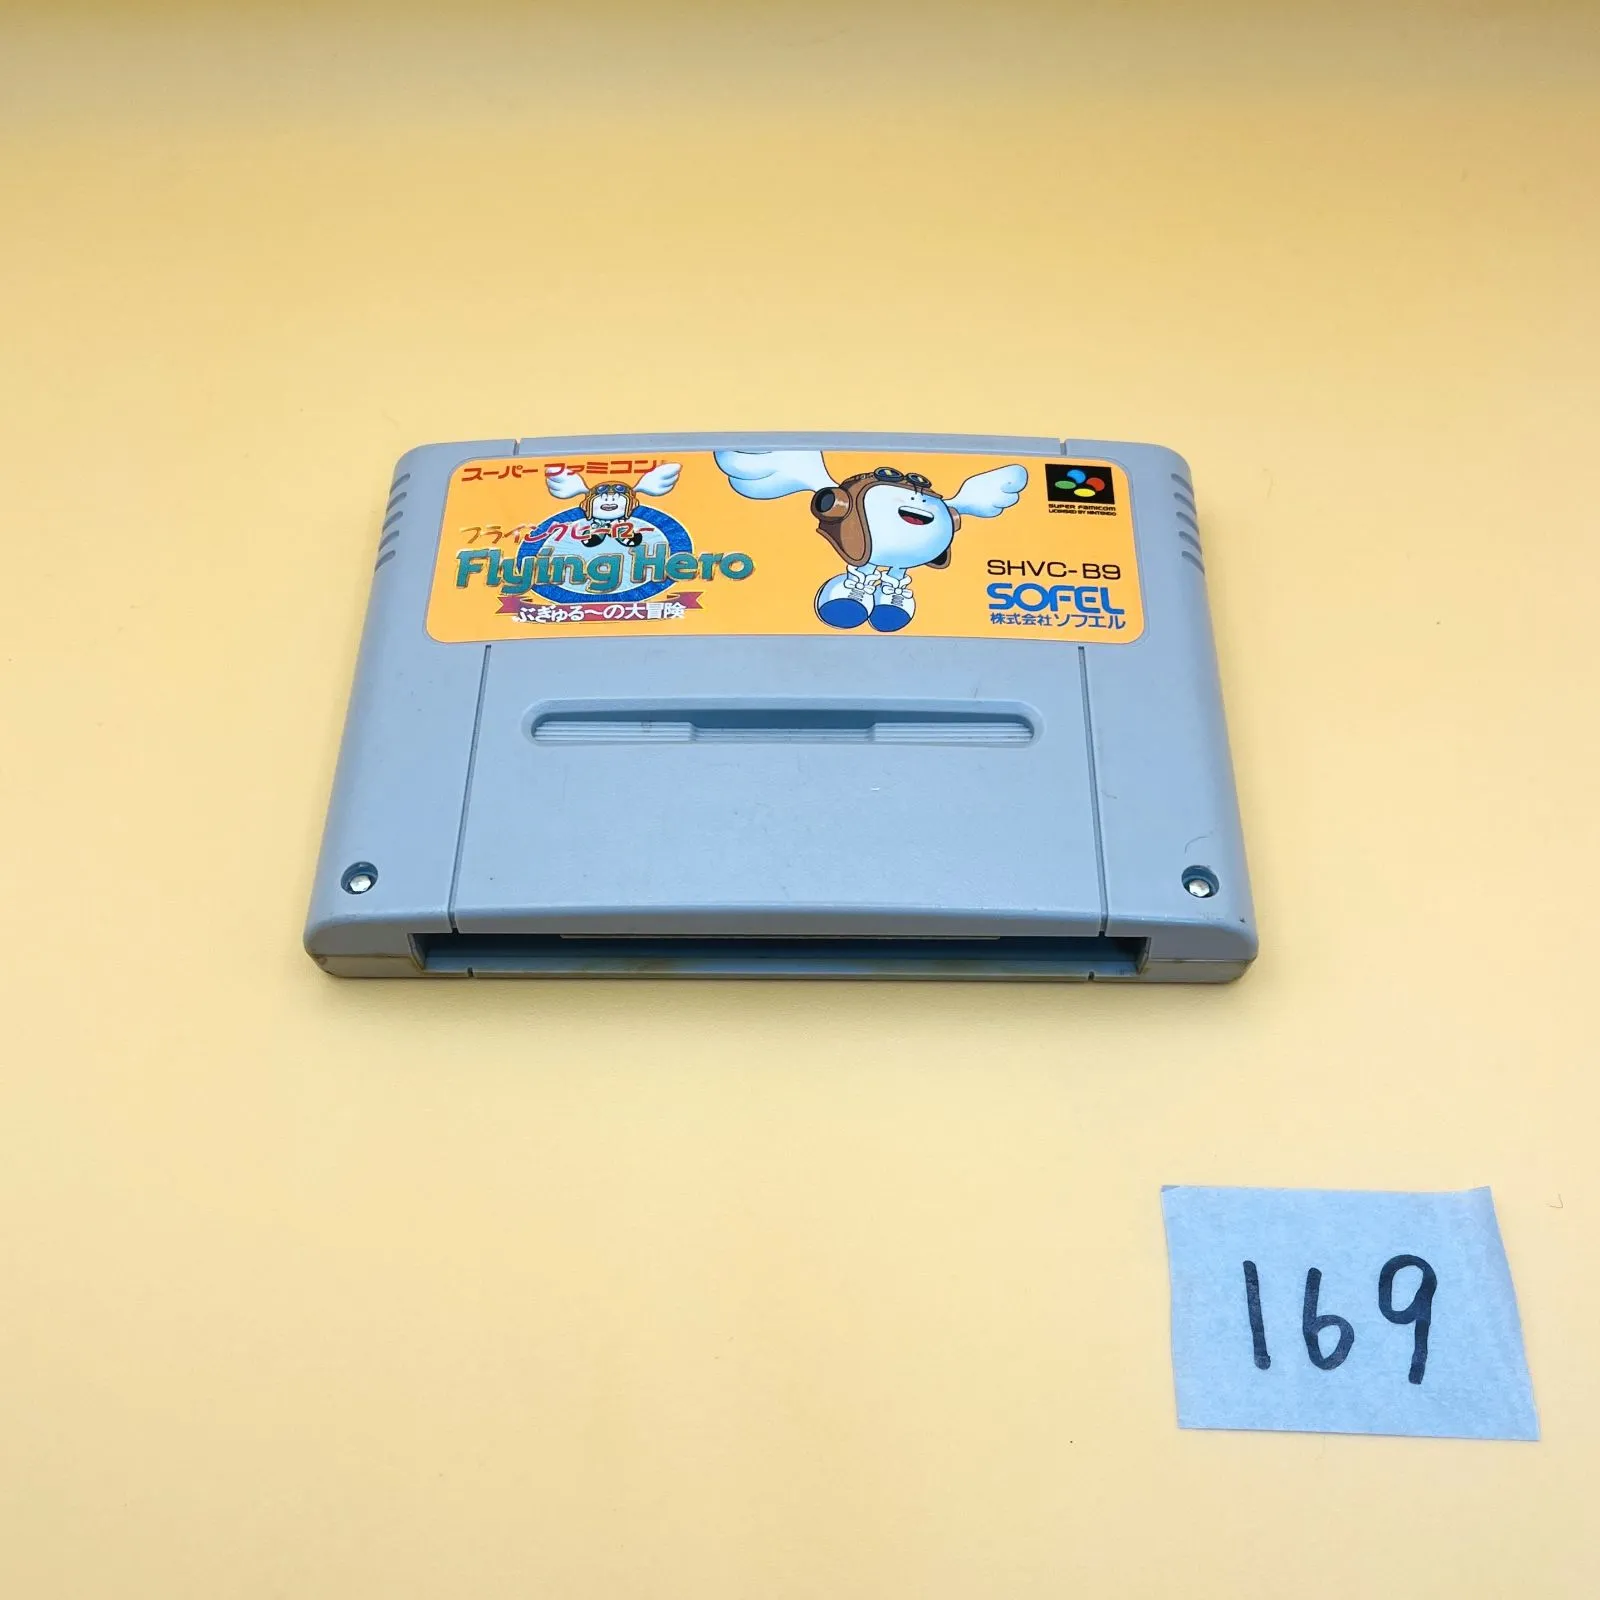 スーパーファミコン
フライングヒーロー
Flying Hero
ぶぎゅる〜の大冒険
SUPER FAMICOM
LICENSED BY NINTENDO
SHVC-B9
SOFEL
株式会社ソフエル
169